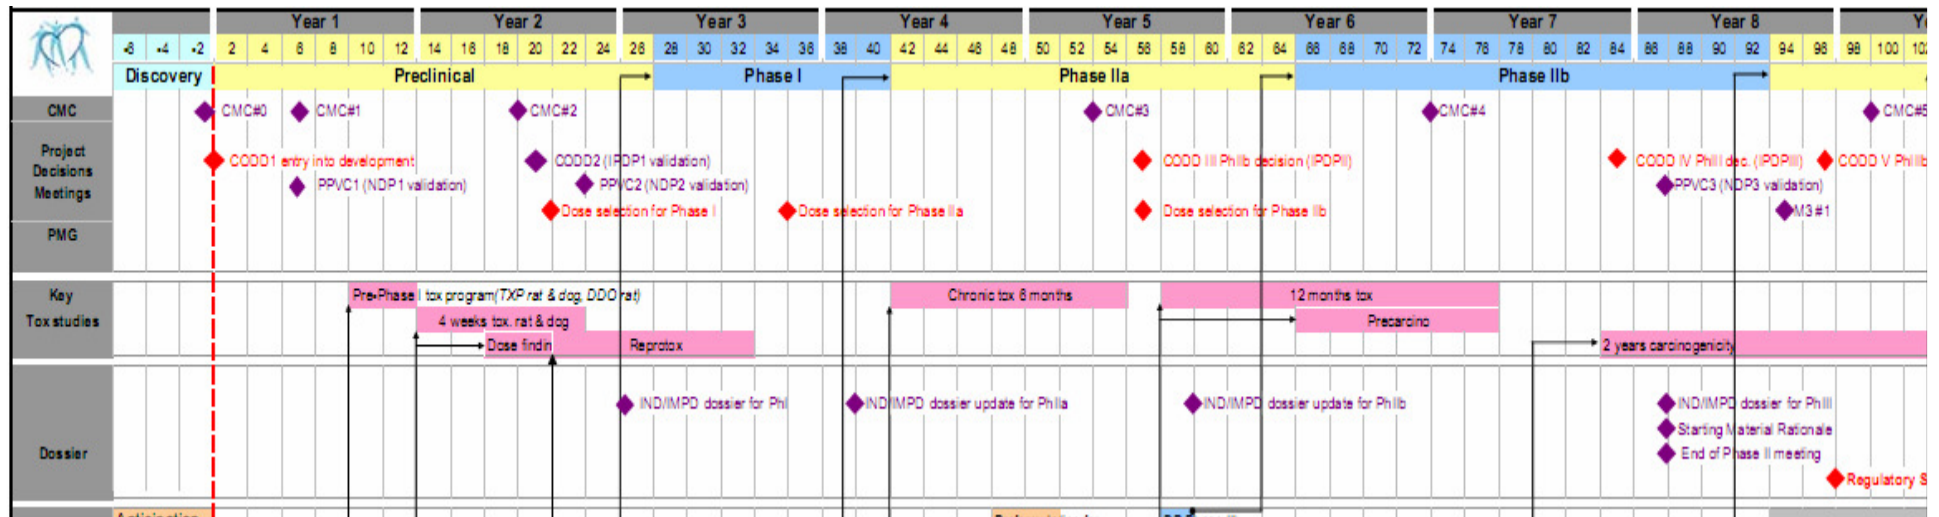 Year 1 Year 2 Year 3 Year 4 Year 5 Year 6 Year 7 Year 8
-6 -4 -2 2 4 6 8 10 12 14 16 18 20 22 24 26 28 30 32 34 36 38 40 42 44 46 48 50 52 54 56 58 60 62 64 66 68 70 72 74 76 78 80 82 84 86 88 90 92 94 96 98 100
Discovery Preclinical Phase I Phase IIa Phase IIb
CMC CMC#0 CMC#1 CMC#2 CMC#3 CMC#4 CMC#5
Project
Decisions
Meetings
CODD1 entry into development CODD2 (IPDP1 validation) CODD III PhIIb decision (IPDPII) CODD IV PhIII dec. (IPDPIII) CODD V PhIIIb
PPVC1 (NDP1 validation) PPVC2 (NDP2 validation) PPVC3 (NDP3 validation)
Dose selection for Phase I Dose selection for Phase IIa Dose selection for Phase IIb M3#1
PMG
Key
Tox studies
Pre-Phase I tox program(TXP rat & dog, DDO rat) Chronic tox 6 months 12 months tox
4 weeks tox. rat & dog Precarcino
Dose findin Reprotox 2 years carcinogenicity
Dossier
IND/IMPD dossier for PhI IND/IMPD dossier update for PhIIa IND/IMPD dossier update for PhIIb IND/IMPD dossier for PhIII
Starting Material Rationale
End of Phase II meeting
Regulatory S